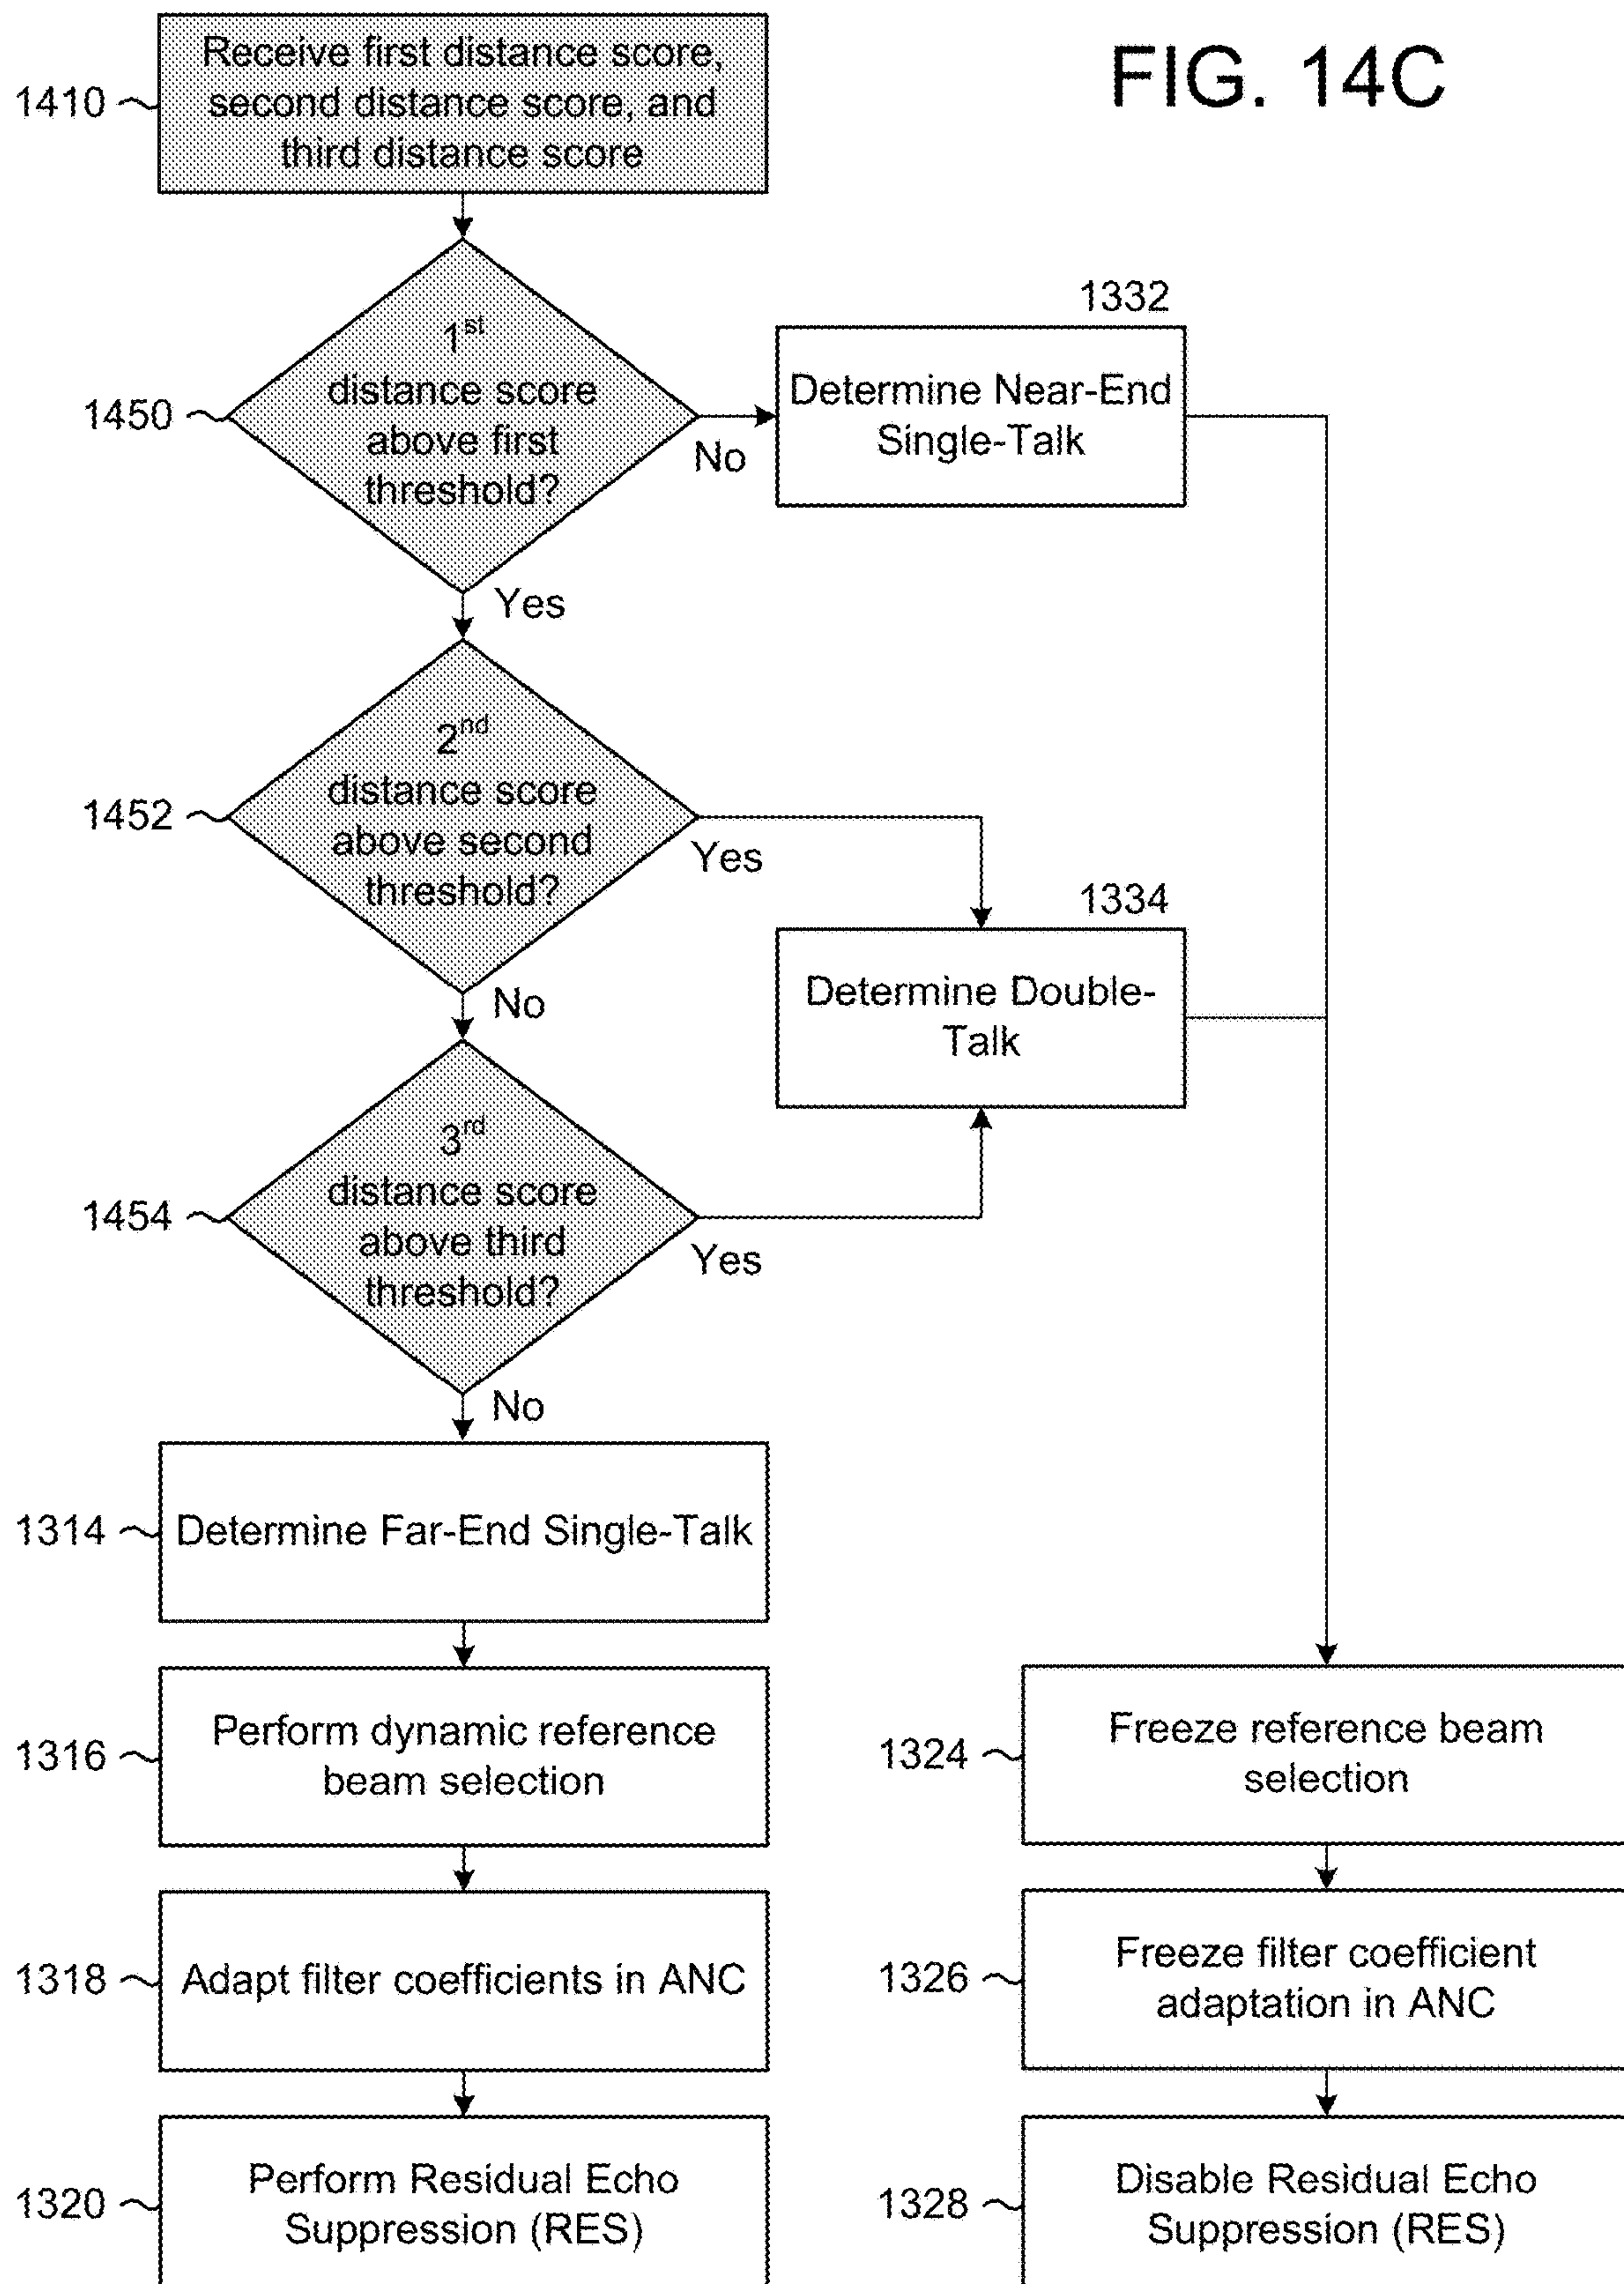 FIG. 14C
1410
Receive first distance score,
second distance score, and
third distance score
1450
1st
distance score
above first
threshold?
No
1332
Determine Near-End
Single-Talk
Yes
1452
2nd
distance score
above second
threshold?
Yes
1334
Determine Double-
Talk
No
1454
3rd
distance score
above third
threshold?
Yes
No
1314
Determine Far-End Single-Talk
1316
Perform dynamic reference
beam selection
1324
Freeze reference beam
selection
1318
Adapt filter coefficients in ANC
1326
Freeze filter coefficient
adaptation in ANC
1320
Perform Residual Echo
Suppression (RES)
1328
Disable Residual Echo
Suppression (RES)